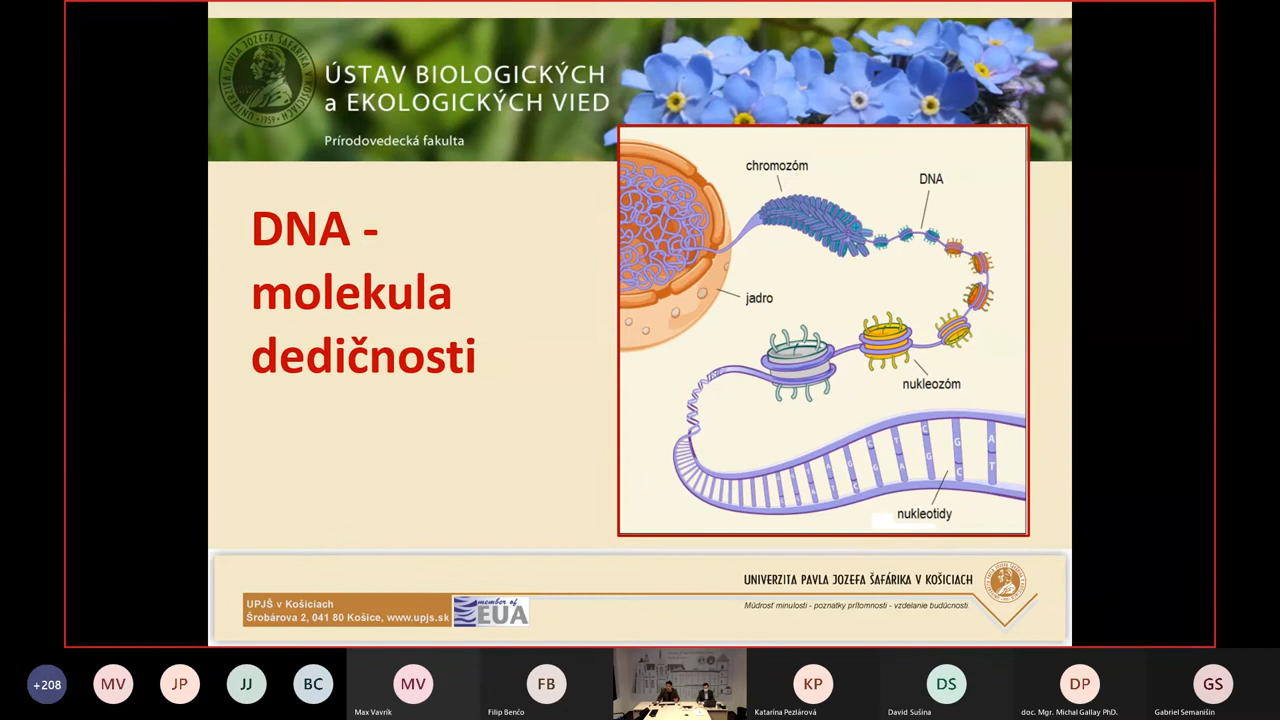 ÚSTAV BIOLOGICKÝCH
a EKOLOGICKÝCH VIED
Prírodovedecká fakulta
DNA -
molekula
dedičnosti
chromozóm
DNA
jadro
nukleozóm
nukleotidy
UNIVERZITA PAVLA JOZEFA ŠAFÁRIKA V KOŠICIACH
Múdrosť minulosti - poznatky prítomnosti - vzdelanie budúcnosti
UPJŠ v Košiciach
Šrobárova 2, 041 80 Košice, www.upjs.sk
member of
EUA
+208
MV
JP
JJ
BC
MV
FB
KP
DS
DP
GS
Max Vavrík
Filip Benčo
Katarína Pezlárová
David Sušina
doc. Mgr. Michal Gallay PhD.
Gabriel Semanišin